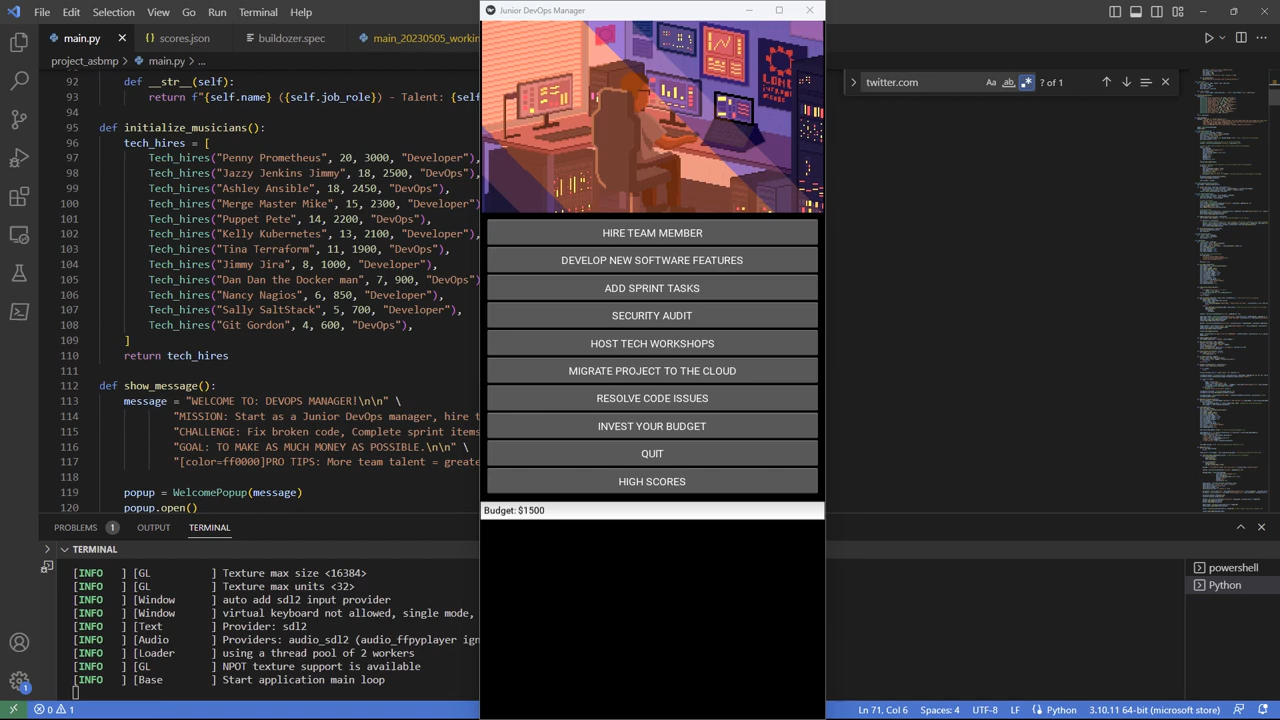 File Edit Selection View Go Run Terminal Help
main.py
scores.json
buildozer.spec
main_20230505_workin
projec_asbmp > main.py > ...
93 def __str__(self):
94 return f"{self.name} ({self.job_title}) - Talent: {self
95
96 def initialize_musicians():
tech_hires = [
97 Tech_hires("Penny Prometheus", 20, 3000, "Developer"),
99 Tech_hires("Ashley Ansible", 16, 2450, "DevOps"),
100 Tech_hires("Merge Master Mike", 15, 2300, "Developer")
101 Tech_hires("Puppet Pete", 14, 2200, "DevOps"),
102 Tech_hires("Kelly Kubernetes", 12, 2100, "Developer"),
103 Tech_hires("Tina Terraform", 11, 1900, "DevOps"),
104 Tech_hires("Jimmy Jira", 8, 1000, "Developer"),
105 Tech_hires("Dan Dan the Docker Man", 7, 900, "DevOps")
106 Tech_hires("Nancy Nagios", 6, 850, "Developer"),
107 Tech_hires("Sally Saltstack", 5, 800, "Developer"),
108 Tech_hires("Git Gordon", 4, 700, "DevOps"),
109 ]
110 return tech_hires
111
112 def show_message():
113 message = "WELCOME TO: DEVOPS MANAGER\n\n" \
114 "MISSION: Start as a Junior DevOps manager, hire t
115 "CHALLENGE: Fix broken code, complete sprint items
116 "GOAL: TO MAKE AS MUCH MONEY AS POSSIBLE!\n\n" \
117 "[color=ff0000]PRO TIPS: more team talent = greate
118
119 popup = WelcomePopup(message)
120 popup.open()
Junior DevOps Manager
HIRE TEAM MEMBER
DEVELOP NEW SOFTWARE FEATURES
ADD SPRINT TASKS
SECURITY AUDIT
HOST TECH WORKSHOPS
MIGRATE PROJECT TO THE CLOUD
RESOLVE CODE ISSUES
INVEST YOUR BUDGET
QUIT
HIGH SCORES
Budget: $1500
twitter.com
Aa ab .* ? of 1
PROBLEMS 1 OUTPUT TERMINAL
TERMINAL
[INFO ] [GL ] Texture max size <16384>
[INFO ] [GL ] Texture max units <32>
[INFO ] [Window ] auto add sdl2 input provider
[INFO ] [Window ] virtual keyboard not allowed, single mode,
[INFO ] [Text ] Provider: sdl2
[INFO ] [Audio ] Providers: audio_sdl2 (audio_ffpyplayer ign
[INFO ] [Loader ] using a thread pool of 2 workers
[INFO ] [GL ] NPOT texture support is available
[INFO ] [Base ] Start application main loop
powershell
Python
0 1
Ln 71, Col 6 Spaces: 4 UTF-8 LF Python 3.10.11 64-bit (microsoft store)